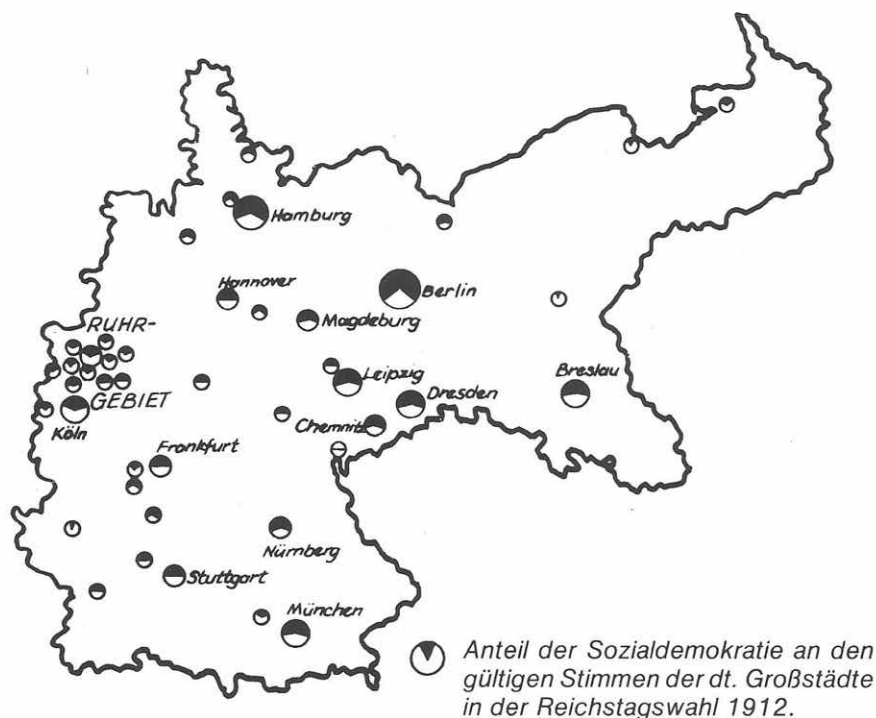 Hamburg
Hannover
Berlin
Magdeburg
RUHR-
GEBIET
Leipzig
Breslau
Dresden
Köln
Chemnitz
Frankfurt
Nürnberg
Stuttgart
München
Anteil der Sozialdemokratie an den
gültigen Stimmen der dt. Großstädte
in der Reichstagswahl 1912.